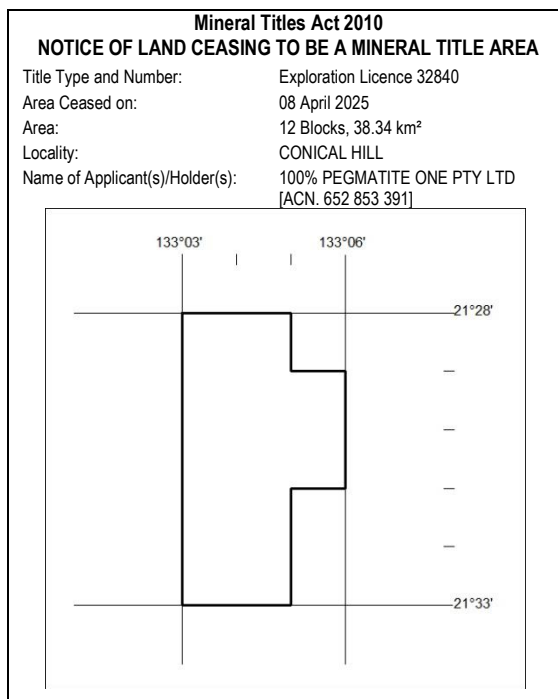 Mineral Titles Act 2010
NOTICE OF LAND CEASING TO BE A MINERAL TITLE AREA
Title Type and Number: Exploration Licence 32840
Area Ceased on: 08 April 2025
Area: 12 Blocks, 38.34 km²
Locality: CONICAL HILL
Name of Applicant(s)/Holder(s): 100% PEGMATITE ONE PTY LTD
[ACN. 652 853 391]
133°03' 133°06'
21°28'
21°33'